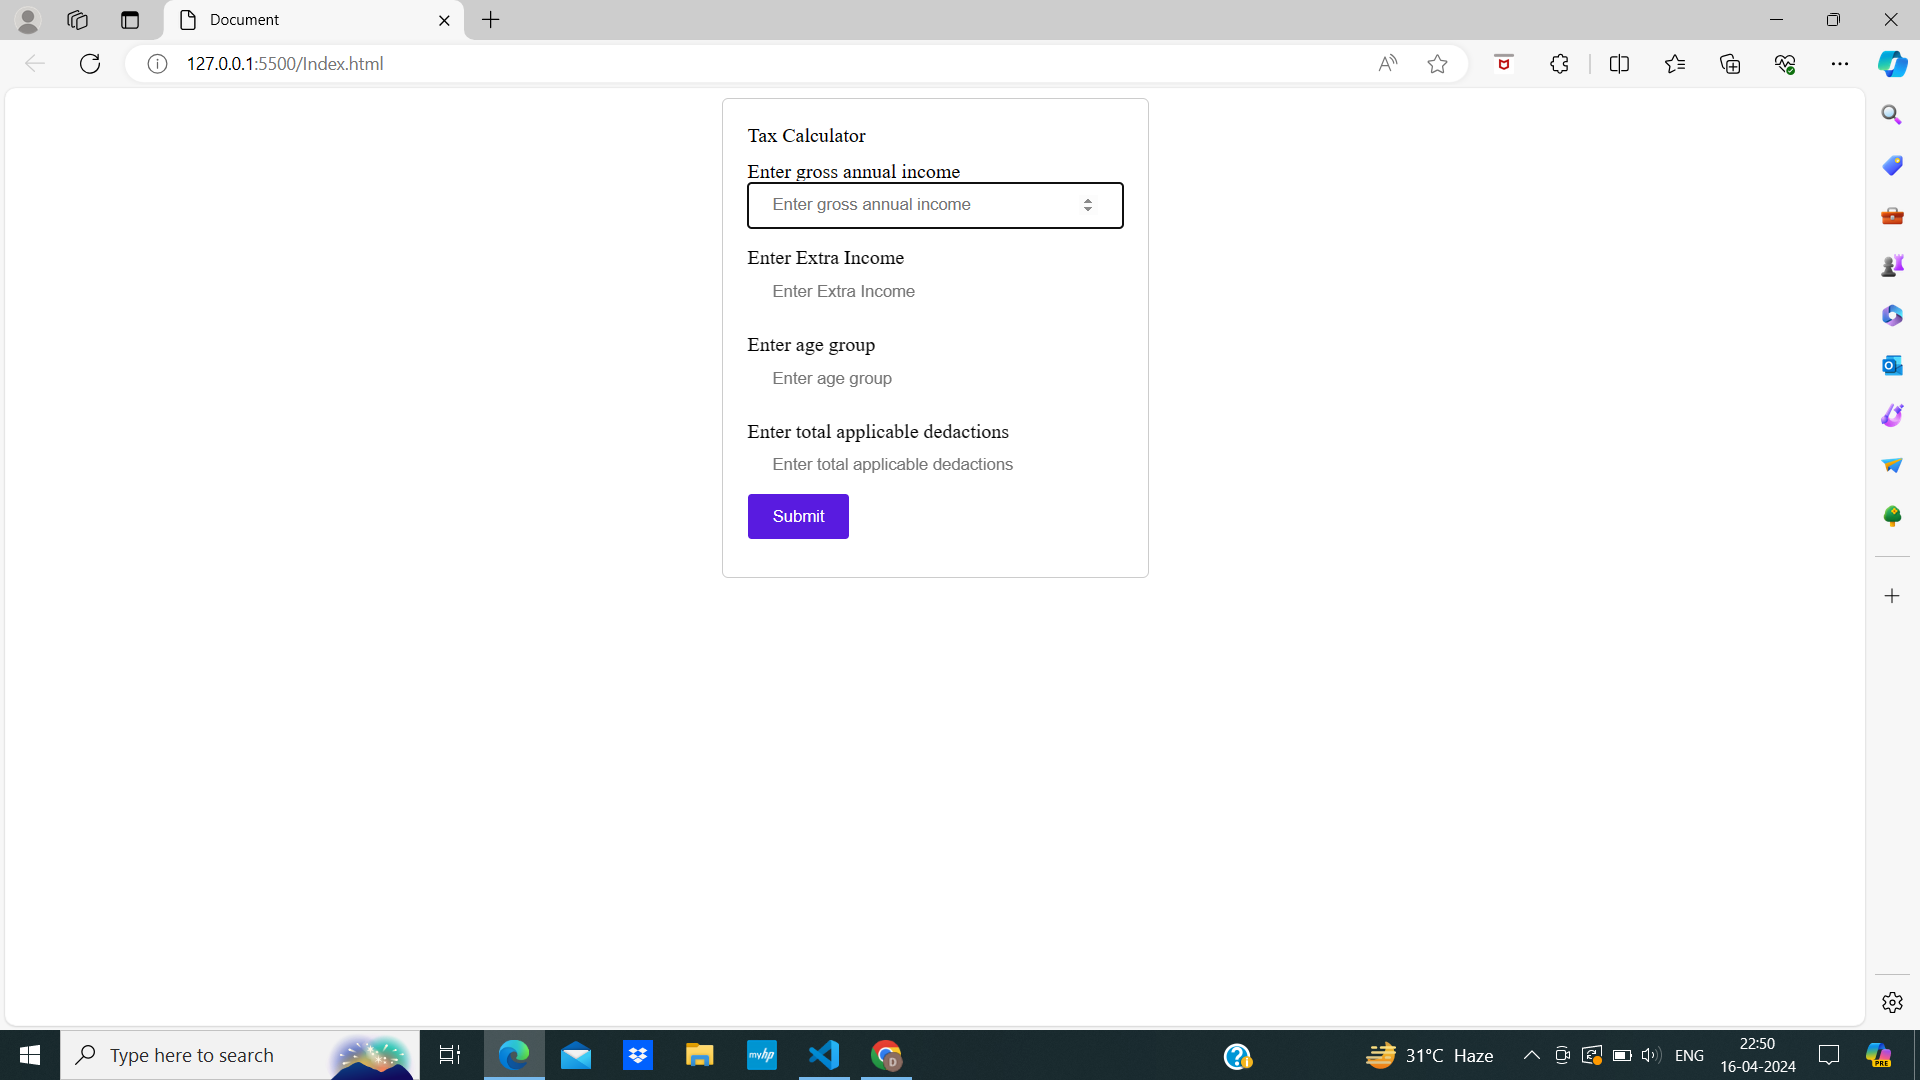 Document
127.0.0.1:5500/Index.html
Tax Calculator
Enter gross annual income
Enter gross annual income
Enter Extra Income
Enter Extra Income
Enter age group
Enter age group
Enter total applicable dedactions
Enter total applicable dedactions
Submit
Type here to search
myhp
D
31°C Haze
ENG
22:50
16-04-2024
PRE